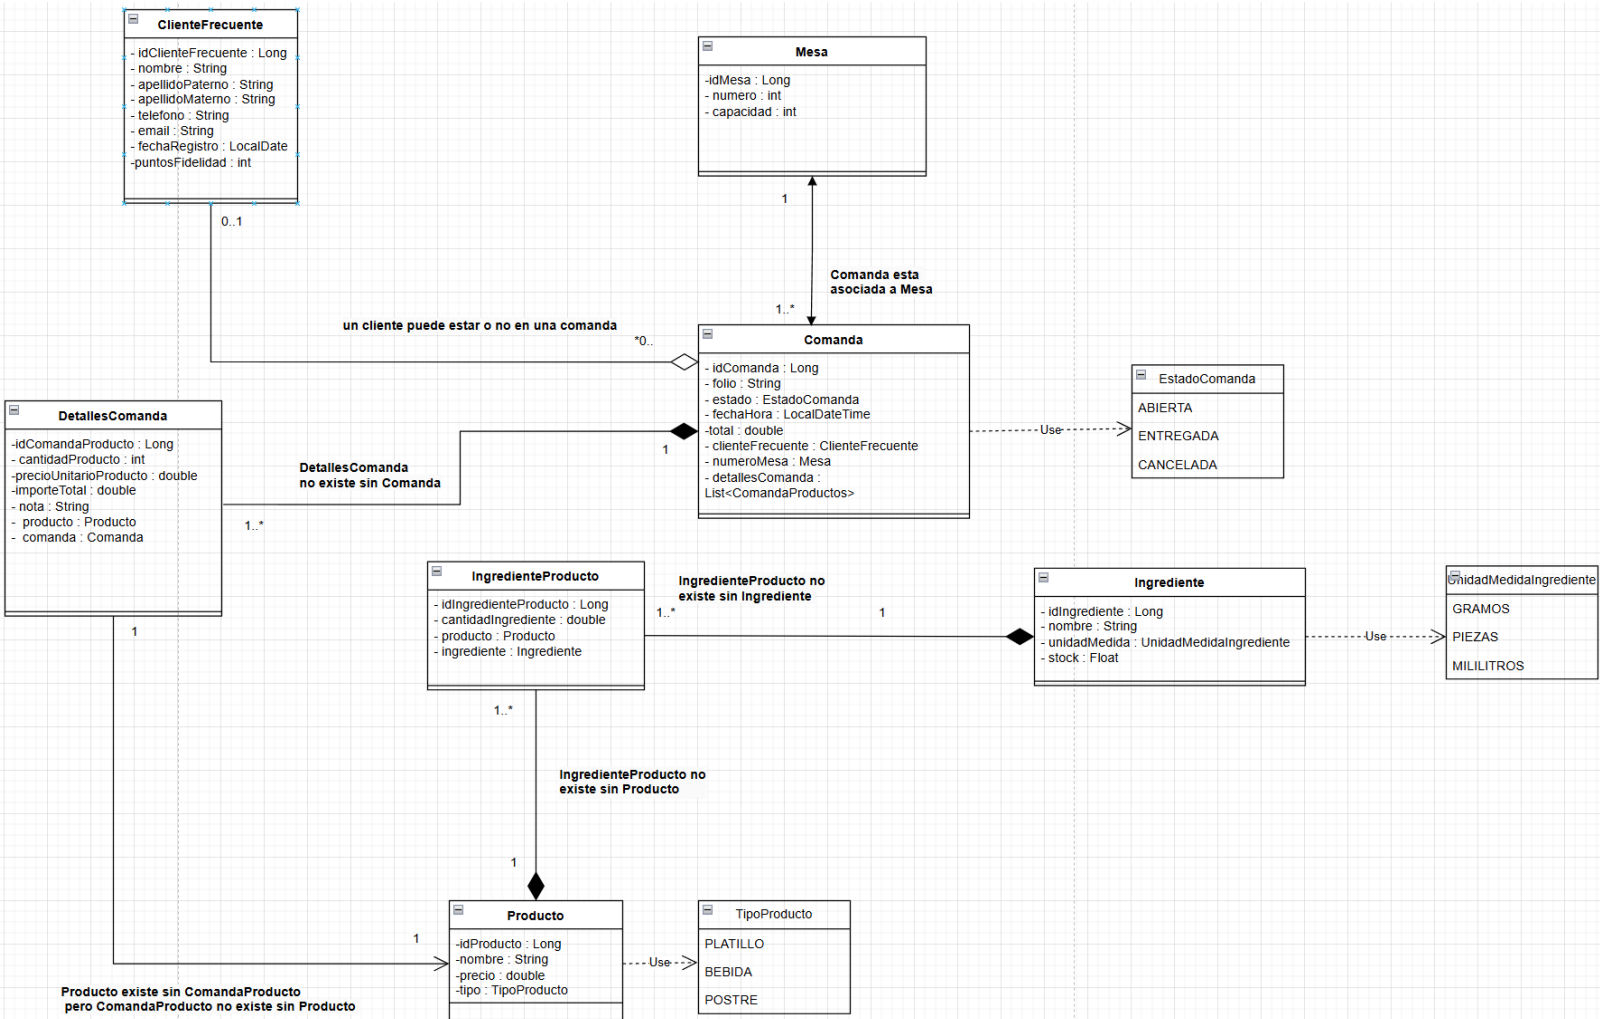 ClienteFrecuente
- idClienteFrecuente : Long
- nombre : String
- apellidoPaterno : String
- apellidoMaterno : String
- telefono : String
- email : String
- fechaRegistro : LocalDate
-puntosFidelidad : int
0..1
Mesa
-idMesa : Long
- numero : int
- capacidad : int
1
Comanda esta
asociada a Mesa
1..*
un cliente puede estar o no en una comanda
*0..
Comanda
- idComanda : Long
- folio : String
- estado : EstadoComanda
- fechaHora : LocalDateTime
-total : double
- clienteFrecuente : ClienteFrecuente
- numeroMesa : Mesa
- detallesComanda :
List<ComandaProductos>
Use
EstadoComanda
ABIERTA
ENTREGADA
CANCELADA
DetallesComanda
-idComandaProducto : Long
- cantidadProducto : int
-precioUnitarioProducto : double
-importeTotal : double
- nota : String
- producto : Producto
- comanda : Comanda
1
DetallesComanda
no existe sin Comanda
1..*
1
IngredienteProducto
- idIngredienteProducto : Long
- cantidadIngrediente : double
- producto : Producto
- ingrediente : Ingrediente
IngredienteProducto no
existe sin Ingrediente
1..*
1
Ingrediente
- idIngrediente : Long
- nombre : String
- unidadMedida : UnidadMedidaIngrediente
- stock : Float
Use
UnidadMedidaIngrediente
GRAMOS
PIEZAS
MILILITROS
1..*
IngredienteProducto no
existe sin Producto
1
1
Producto
-idProducto : Long
-nombre : String
-precio : double
-tipo : TipoProducto
Use
TipoProducto
PLATILLO
BEBIDA
POSTRE
Producto existe sin ComandaProducto
pero ComandaProducto no existe sin Producto